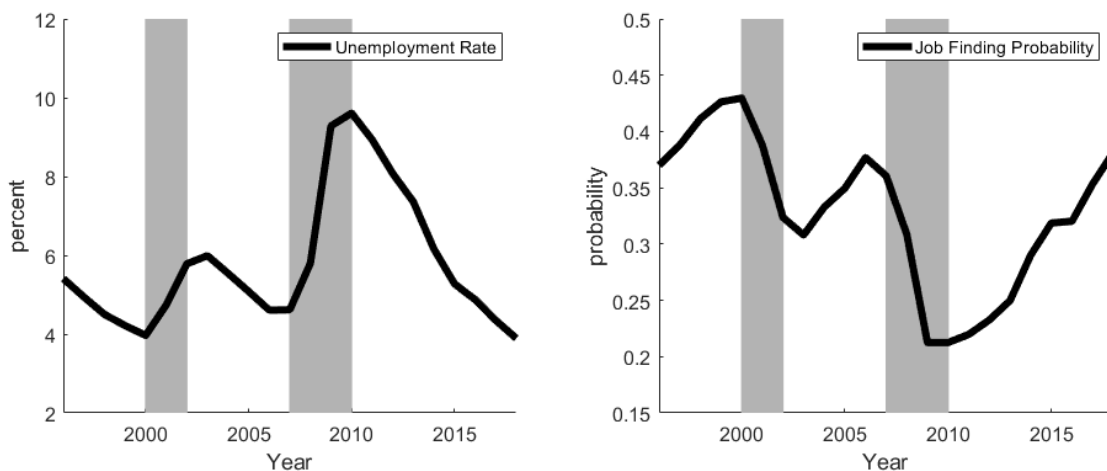 12
10
8
6
4
2
percent
Unemployment Rate
2000 2005 2010 2015
Year
0.5
0.45
0.4
0.35
0.3
0.25
0.2
0.15
probability
Job Finding Probability
2000 2005 2010 2015
Year